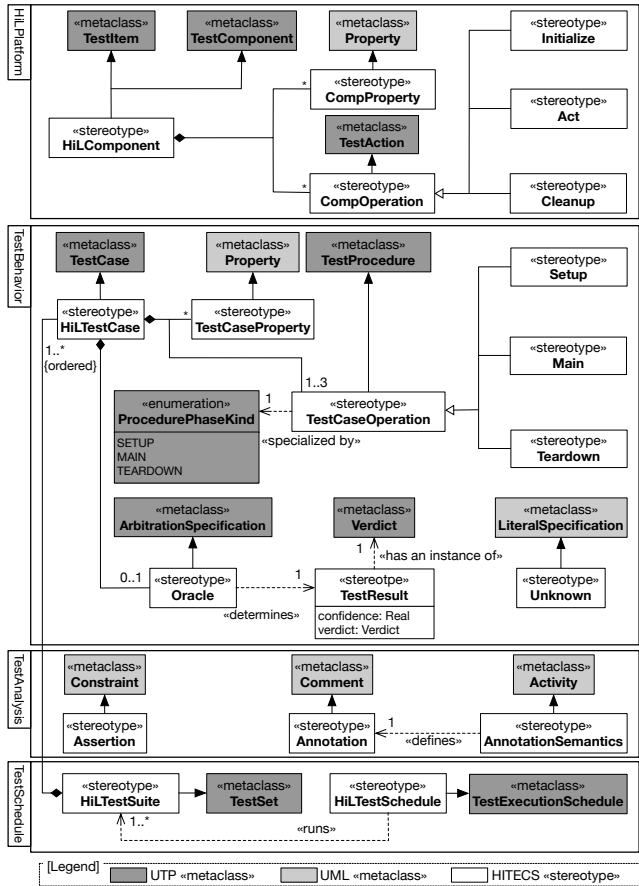 HiLPlatform
«metaclass»
TestItem
«metaclass»
TestComponent
«metaclass»
Property
«stereotype»
Initialize
«stereotype»
HiLComponent
*
«stereotype»
CompProperty
«stereotype»
Act
«metaclass»
TestAction
*
«stereotype»
CompOperation
«stereotype»
Cleanup
TestBehavior
«metaclass»
TestCase
«metaclass»
Property
«metaclass»
TestProcedure
«stereotype»
Setup
«stereotype»
HiLTestCase
*
«stereotype»
TestCaseProperty
1..*
{ordered}
«stereotype»
Main
1..3
«enumeration»
ProcedurePhaseKind
SETUP
MAIN
TEARDOWN
1
«specialized by»
«stereotype»
TestCaseOperation
«stereotype»
Teardown
«metaclass»
ArbitrationSpecification
«metaclass»
Verdict
«metaclass»
LiteralSpecification
1
«has an instance of»
0..1
«stereotype»
Oracle
1
«determines»
«steretype»
TestResult
confidence: Real
verdict: Verdict
«stereotype»
Unknown
TestAnalysis
«metaclass»
Constraint
«metaclass»
Comment
«metaclass»
Activity
«stereotype»
Assertion
«stereotype»
Annotation
1
«defines»
«stereotype»
AnnotationSemantics
TestSchedule
«stereotype»
HiLTestSuite
«metaclass»
TestSet
«stereotype»
HiLTestSchedule
«metaclass»
TestExecutionSchedule
1..*
«runs»
[Legend]
UTP «metaclass»
UML «metaclass»
HITECS «stereotype»